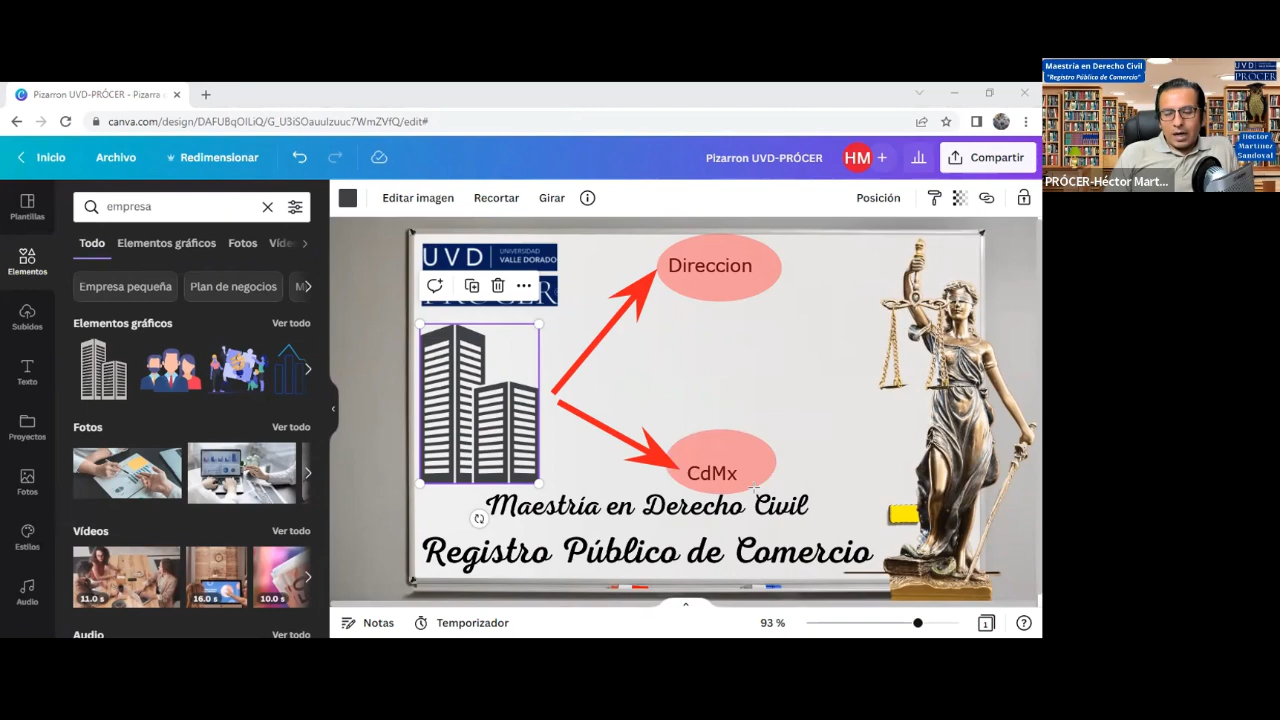 Pizarron UVD-PRÓCER - Pizarra
canva.com/design/DAFUBqOILiQ/G_U3iSOauuIzuuc7WmZVfQ/edit#
Inicio
Archivo
Redimensionar
Pizarron UVD-PRÓCER
HM
Compartir
Plantillas
Elementos
Subidos
Texto
Proyectos
Fotos
Estilos
Audio
empresa
Todo
Elementos gráficos
Fotos
Empresa pequeña
Plan de negocios
Elementos gráficos
Ver todo
Fotos
Ver todo
Vídeos
Ver todo
11.0 s
16.0 s
10.0 s
Audio
Ver todo
Editar imagen
Recortar
Girar
Posición
UVD
UNIVERSIDAD
VALLE DORADO
Direccion
CdMx
Maestría en Derecho Civil
Registro Público de Comercio
Notas
Temporizador
93 %
1
Maestría en Derecho Civil
"Registro Público de Comercio"
UVD
PRÓCER
Héctor
Martínez
Sandoval
PRÓCER-Héctor Mart...